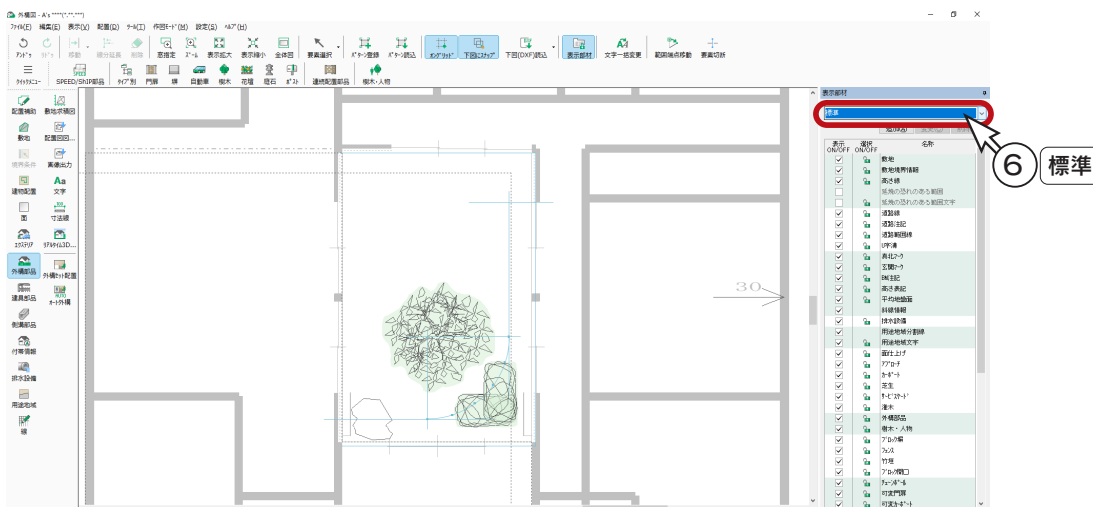 外構図 - A's ****(*.**,***)
ﾌｧｲﾙ(F) 編集(E) 表示(V) 配置(D) ﾂｰﾙ(T) 作図ﾓｰﾄﾞ(M) 設定(S) ﾍﾙﾌﾟ(H)
ｱﾝﾄﾞｩ ﾘﾄﾞｩ 移動 線分延長 削除 窓指定 ｽﾞｰﾑ 表示拡大 表示縮小 全体図 要素選択 ﾊﾟﾀｰﾝ登録 ﾊﾟﾀｰﾝ読込 ｵﾝｸﾞﾘｯﾄﾞ 下図にｽﾅｯﾌﾟ 下図(DXF)読込 表示部材 文字一括変更 範囲端点移動 要素切断
ｸｲｯｸﾒﾆｭｰ SPEED/ShIP部品 ﾀｲﾌﾟ別 門扉 塀 自動車 樹木 花壇 庭石 ﾎﾟｽﾄ 連続配置部品 樹木・人物
配置補助 敷地求積図
敷地 配置図図...
境界条件 画像出力
建物配置 文字
面 寸法線
ｴｸｽﾃﾘｱ ﾘｱﾙﾀｲﾑ3D...
外構部品 外構ｾｯﾄ配置
建具部品 ｵｰﾄ外構
側溝部品
付帯情報
排水設備
用途地域
Aa
AUTO
30
表示部材
標準
追加(A)
表示 ON/OFF 選択 ON/OFF 名称
敷地
敷地境界情報
高さ線
延焼の恐れのある範囲
延焼の恐れのある範囲文字
道路線
道路注記
道路範囲線
U字溝
真北ﾏｰｸ
玄関ﾏｰｸ
BM注記
高さ表記
平均地盤面
斜線情報
排水設備
用途地域分割線
用途地域文字
面仕上げ
ｱﾌﾟﾛｰﾁ
ｶｰﾎﾟｰﾄ
芝生
ｻｰﾋﾞｽﾔｰﾄﾞ
灌木
外構部品
樹木・人物
ﾌﾞﾛｯｸ塀
ﾌｪﾝｽ
竹垣
ﾌﾞﾛｯｸ開口
ﾁｪｰﾝﾎﾟｰﾙ
可変門扉
可変ｶｰﾎﾟｰﾄ
6 標準